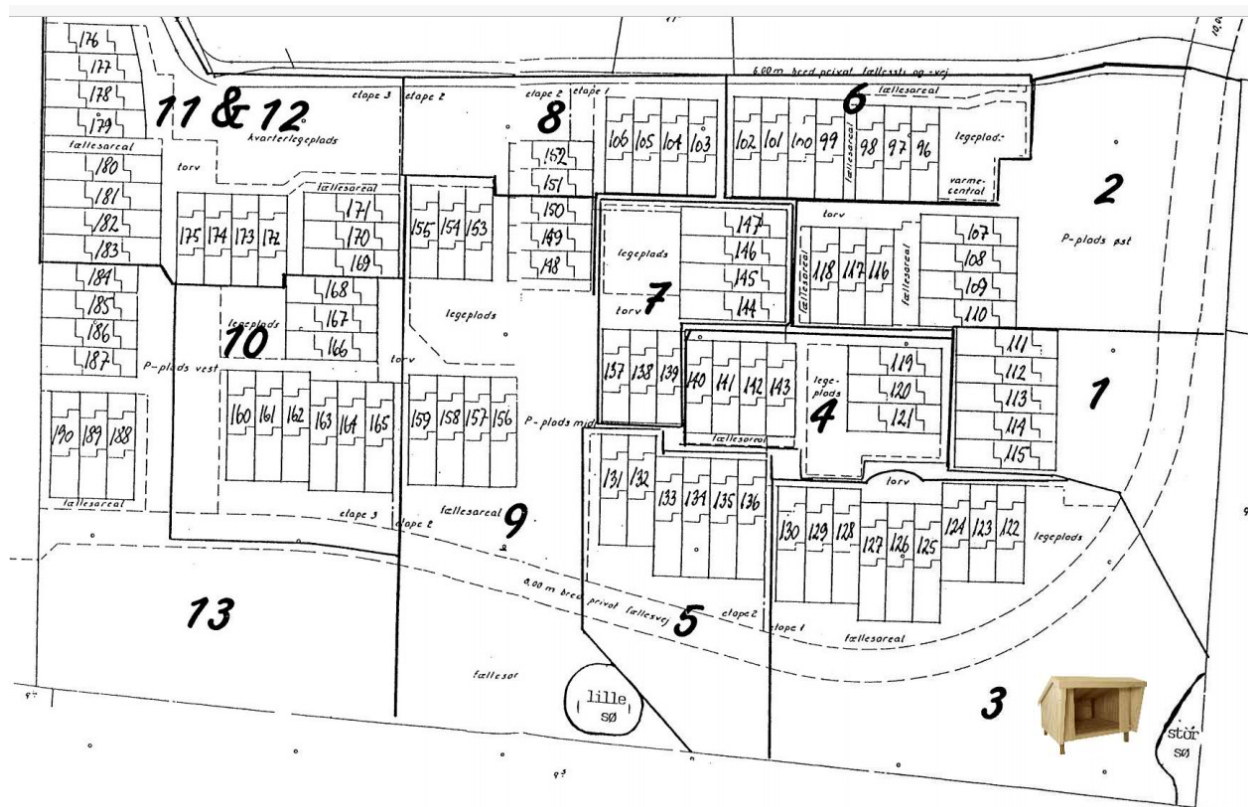 10,00
6,00 m bred privat fællessti og -vej
176
177
178
179
fællesareal
180
181
182
183
184
185
186
187
190 189 188
fællesareal
11 & 12
kvarterlegeplads
torv
etape 3
etape 2
fællesareal
171
170
169
175 174 173 172
168
167
166
legeplads
10
P-plads vest
torv
160 161 162 163 164 165
etape 3
etape 2
13
etape 2
etape 1
8
152
151
150
149
148
155 154 153
legeplads
159 158 157 156
P-plads midt
fællesareal
9
106 105 104 103
6
fællesareal
102 101 100 99
fællesareal
98 97 96
legeplads
varme-
central
2
P-plads øst
torv
147
146
145
144
legeplads
7
torv
137 138 139
140 141 142 143
fællesareal
fællesareal
118 117 116
fællesareal
107
108
109
110
111
112
113
114
115
1
119
120
121
lege-
plads
4
131 132 133 134 135 136
torv
130 129 128 127 126 125 124 123 122
legeplads
8,00 m bred privat fællesvej
5
etape 2
etape 1
fællesareal
fællesar
lille
sø
3
stor
sø